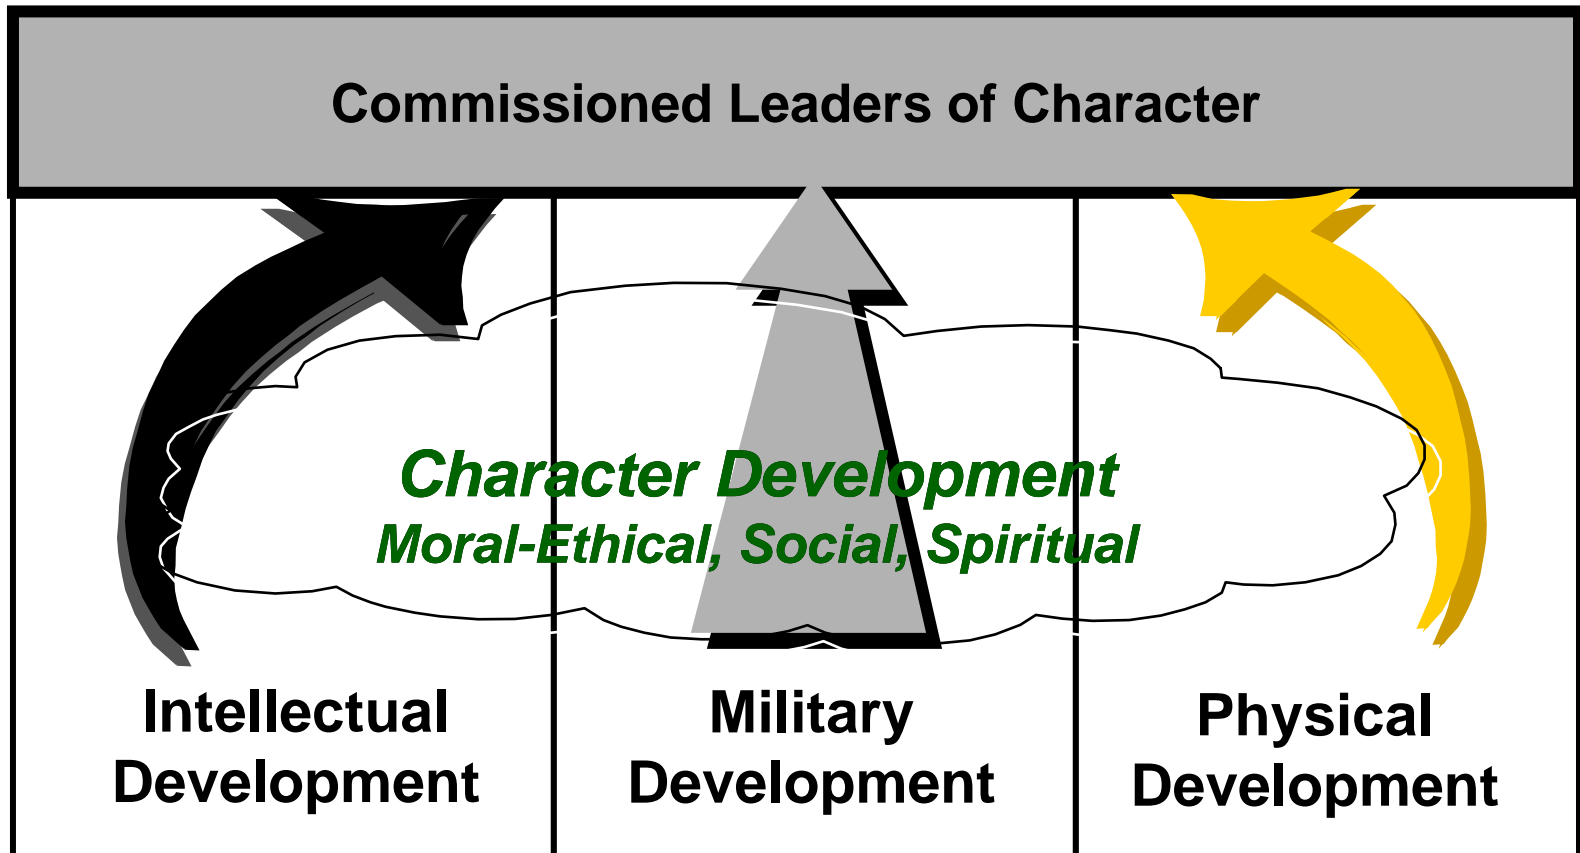 Commissioned Leaders of Character
Character Development
Moral-Ethical, Social, Spiritual
Intellectual
Development
Military
Development
Physical
Development